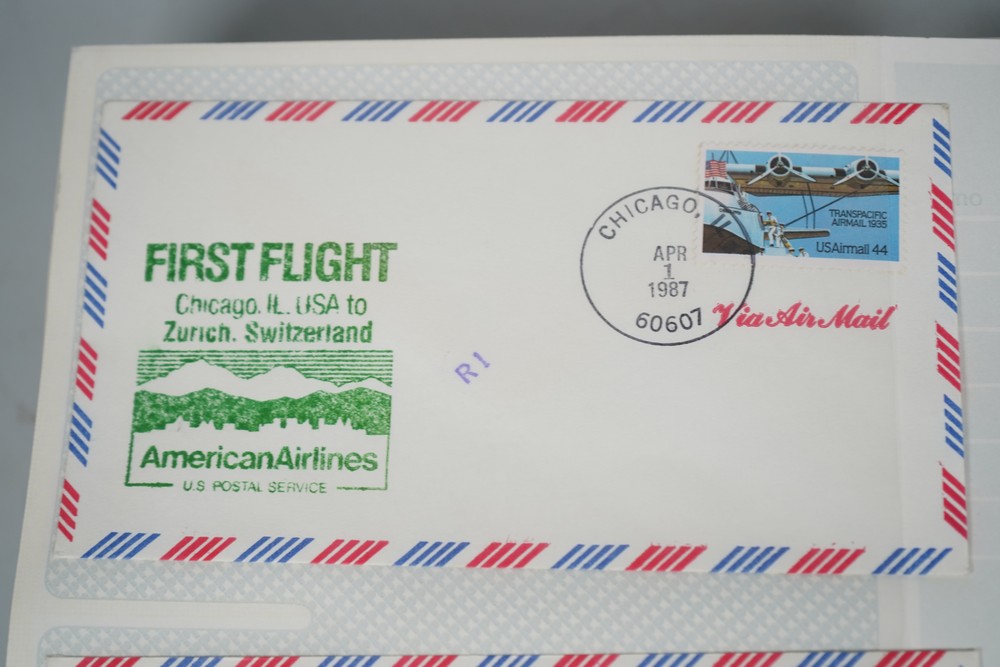 FIRST FLIGHT
Chicago, IL. USA to
Zurich, Switzerland
AmericanAirlines
U.S. POSTAL SERVICE
R1
CHICAGO, IL
APR
1
1987
60607
TRANSPACIFIC
AIRMAIL 1935
USAirmail 44
Via Air Mail